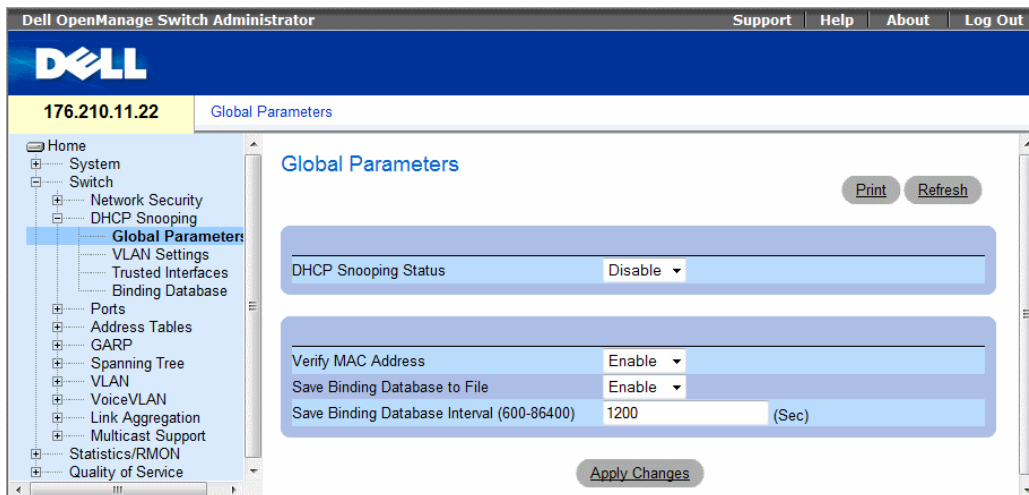 Dell OpenManage Switch Administrator Support Help About Log Out
DELL
176.210.11.22 Global Parameters
Home
System
Switch
Network Security
DHCP Snooping
Global Parameters
VLAN Settings
Trusted Interfaces
Binding Database
Ports
Address Tables
GARP
Spanning Tree
VLAN
VoiceVLAN
Link Aggregation
Multicast Support
Statistics/RMON
Quality of Service
Global Parameters
Print Refresh
DHCP Snooping Status Disable
Verify MAC Address Enable
Save Binding Database to File Enable
Save Binding Database Interval (600-86400) 1200 (Sec)
Apply Changes